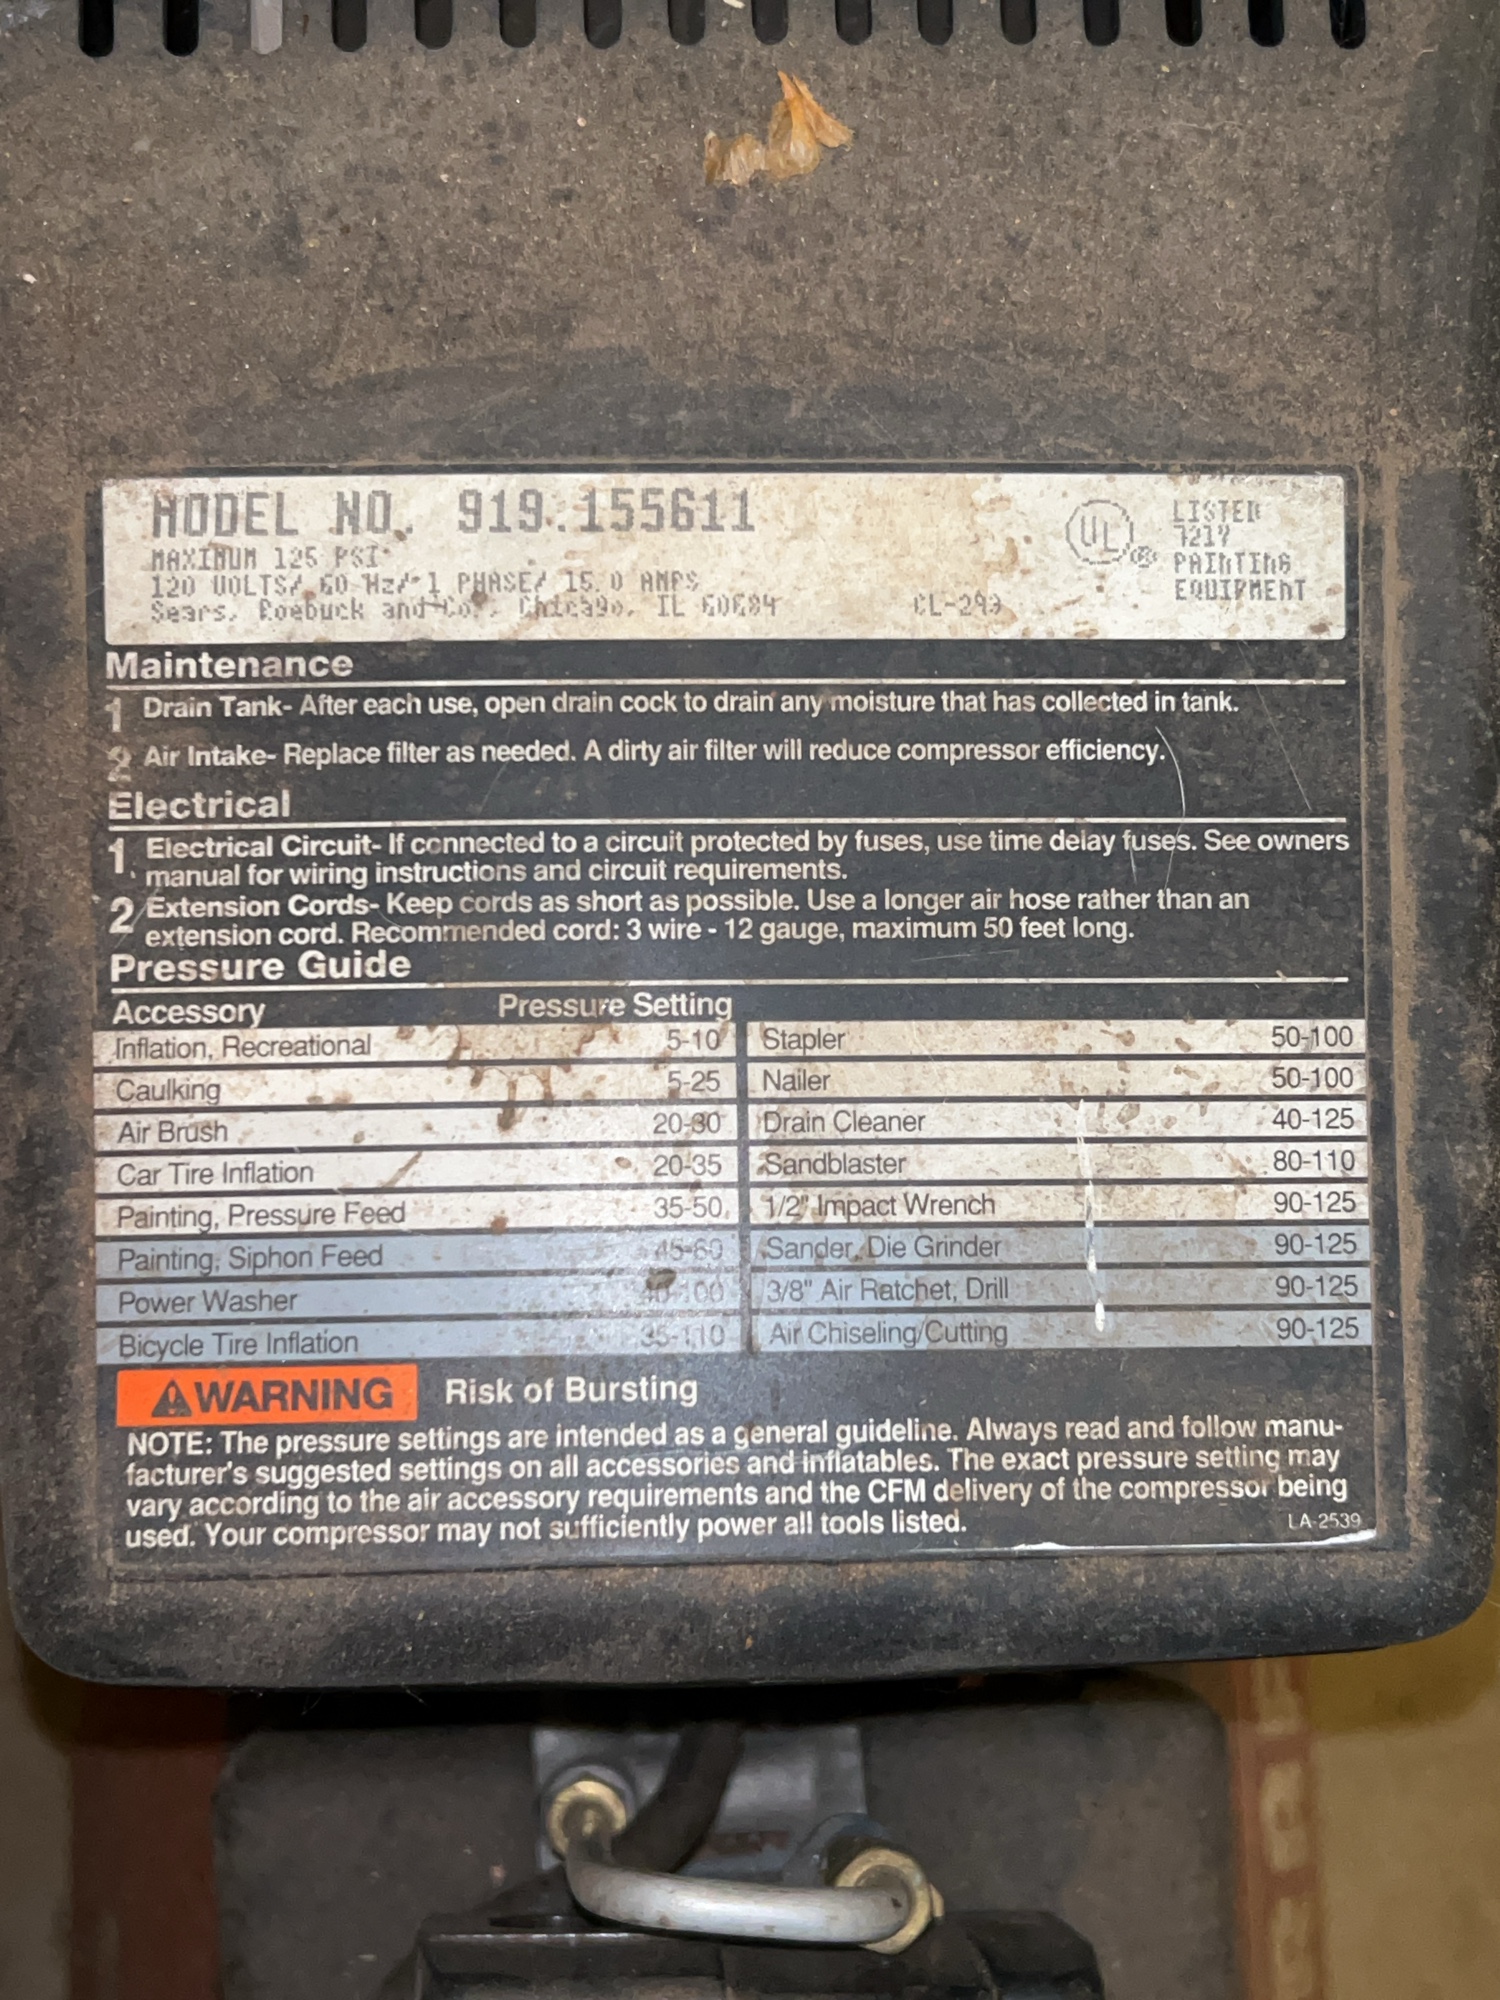 MODEL NO. 919.155611
MAXIMUM 125 PSI
120 VOLTS/ 60 Hz/ 1 PHASE/ 15.0 AMPS
Sears, Roebuck and Co., Chicago, IL 60684 CL-293
UL ®
LISTED
PAINTING
EQUIPMENT
Maintenance
1 Drain Tank- After each use, open drain cock to drain any moisture that has collected in tank.
2 Air Intake- Replace filter as needed. A dirty air filter will reduce compressor efficiency.
Electrical
1. Electrical Circuit- If connected to a circuit protected by fuses, use time delay fuses. See owners
manual for wiring instructions and circuit requirements.
2 Extension Cords- Keep cords as short as possible. Use a longer air hose rather than an
extension cord. Recommended cord: 3 wire - 12 gauge, maximum 50 feet long.
Pressure Guide
Accessory Pressure Setting
Inflation, Recreational 5-10 Stapler 50-100
Caulking 5-25 Nailer 50-100
Air Brush 20-30 Drain Cleaner 40-125
Car Tire Inflation 20-35 Sandblaster 80-110
Painting, Pressure Feed 35-50 1/2" Impact Wrench 90-125
Painting, Siphon Feed 45-60 Sander, Die Grinder 90-125
Power Washer 3/8" Air Ratchet, Drill 90-125
Bicycle Tire Inflation 35-110 Air Chiseling/Cutting 90-125
WARNING Risk of Bursting
NOTE: The pressure settings are intended as a general guideline. Always read and follow manu-
facturer's suggested settings on all accessories and inflatables. The exact pressure setting may
vary according to the air accessory requirements and the CFM delivery of the compressor being
used. Your compressor may not sufficiently power all tools listed. LA-2539